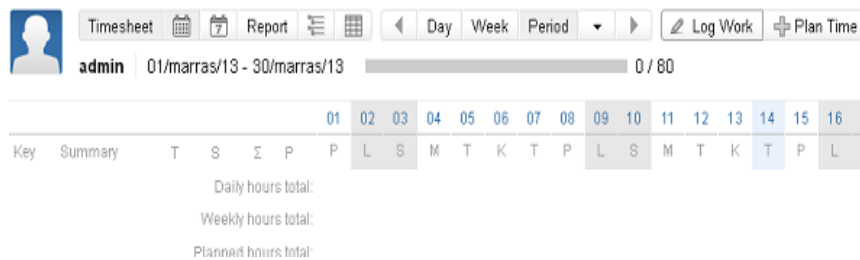 Timesheet 7 Report Day Week Period Log Work Plan Time
admin 01/marras/13 - 30/marras/13 0 / 80
01 02 03 04 05 06 07 08 09 10 11 12 13 14 15 16
Key Summary T S Σ P P L S M T K T P L S M T K T P L
Daily hours total:
Weekly hours total:
Planned hours total: